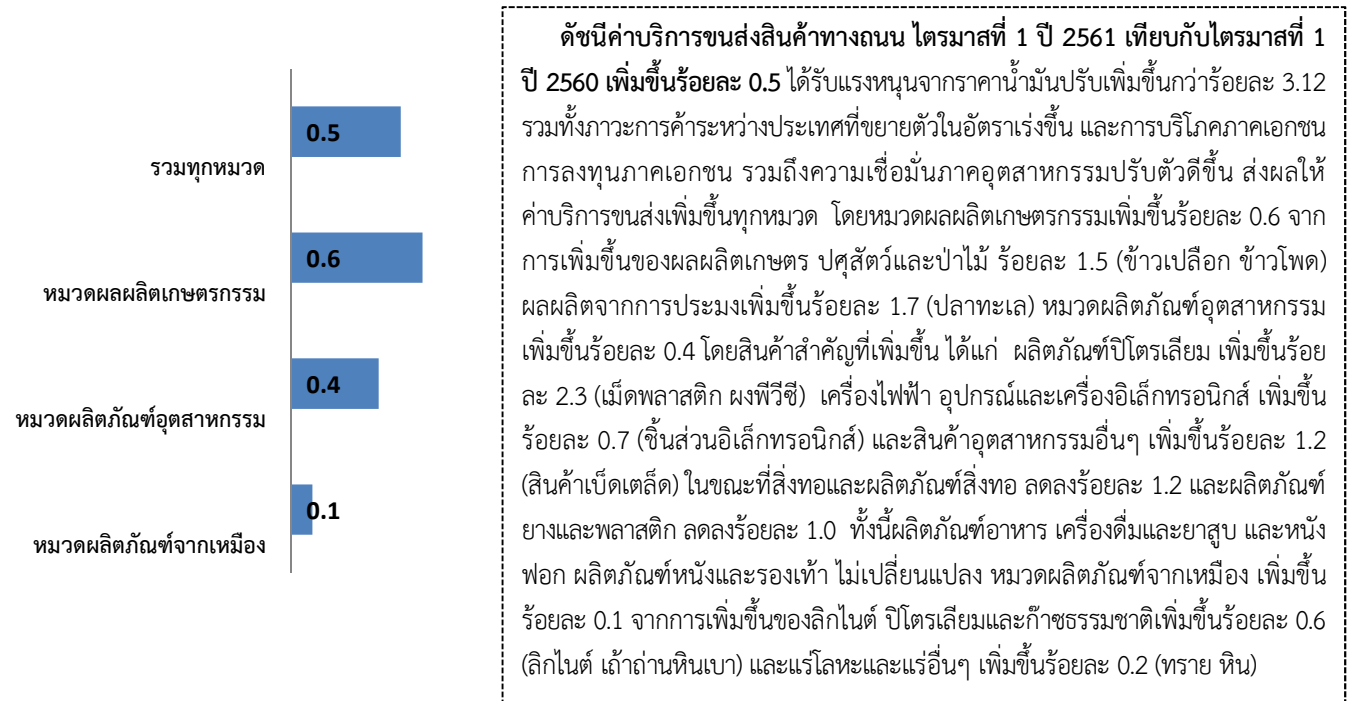 0.5
รวมทุกหมวด
0.6
หมวดผลผลิตเกษตรกรรม
0.4
หมวดผลิตภัณฑ์อุตสาหกรรม
0.1
หมวดผลิตภัณฑ์จากเหมือง
ดัชนีค่าบริการขนส่งสินค้าทางถนน ไตรมาสที่ 1 ปี 2561 เทียบกับไตรมาสที่ 1
ปี 2560 เพิ่มขึ้นร้อยละ 0.5 ได้รับแรงหนุนจากราคาน้ำมันปรับเพิ่มขึ้นกว่าร้อยละ 3.12
รวมทั้งภาวะการค้าระหว่างประเทศที่ขยายตัวในอัตราเร่งขึ้น และการบริโภคภาคเอกชน
การลงทุนภาคเอกชน รวมถึงความเชื่อมั่นภาคอุตสาหกรรมปรับตัวดีขึ้น ส่งผลให้
ค่าบริการขนส่งเพิ่มขึ้นทุกหมวด โดยหมวดผลผลิตเกษตรกรรมเพิ่มขึ้นร้อยละ 0.6 จาก
การเพิ่มขึ้นของผลผลิตเกษตร ปศุสัตว์และป่าไม้ ร้อยละ 1.5 (ข้าวเปลือก ข้าวโพด)
ผลผลิตจากการประมงเพิ่มขึ้นร้อยละ 1.7 (ปลาทะเล) หมวดผลิตภัณฑ์อุตสาหกรรม
เพิ่มขึ้นร้อยละ 0.4 โดยสินค้าสำคัญที่เพิ่มขึ้น ได้แก่ ผลิตภัณฑ์ปิโตรเลียม เพิ่มขึ้นร้อย
ละ 2.3 (เม็ดพลาสติก ผงพีวีซี) เครื่องไฟฟ้า อุปกรณ์และเครื่องอิเล็กทรอนิกส์ เพิ่มขึ้น
ร้อยละ 0.7 (ชิ้นส่วนอิเล็กทรอนิกส์) และสินค้าอุตสาหกรรมอื่นๆ เพิ่มขึ้นร้อยละ 1.2
(สินค้าเบ็ดเตล็ด) ในขณะที่สิ่งทอและผลิตภัณฑ์สิ่งทอ ลดลงร้อยละ 1.2 และผลิตภัณฑ์
ยางและพลาสติก ลดลงร้อยละ 1.0 ทั้งนี้ผลิตภัณฑ์อาหาร เครื่องดื่มและยาสูบ และหนัง
ฟอก ผลิตภัณฑ์หนังและรองเท้า ไม่เปลี่ยนแปลง หมวดผลิตภัณฑ์จากเหมือง เพิ่มขึ้น
ร้อยละ 0.1 จากการเพิ่มขึ้นของลิกไนต์ ปิโตรเลียมและก๊าซธรรมชาติเพิ่มขึ้นร้อยละ 0.6
(ลิกไนต์ เถ้าถ่านหินเบา) และแร่โลหะและแร่อื่นๆ เพิ่มขึ้นร้อยละ 0.2 (ทราย หิน)